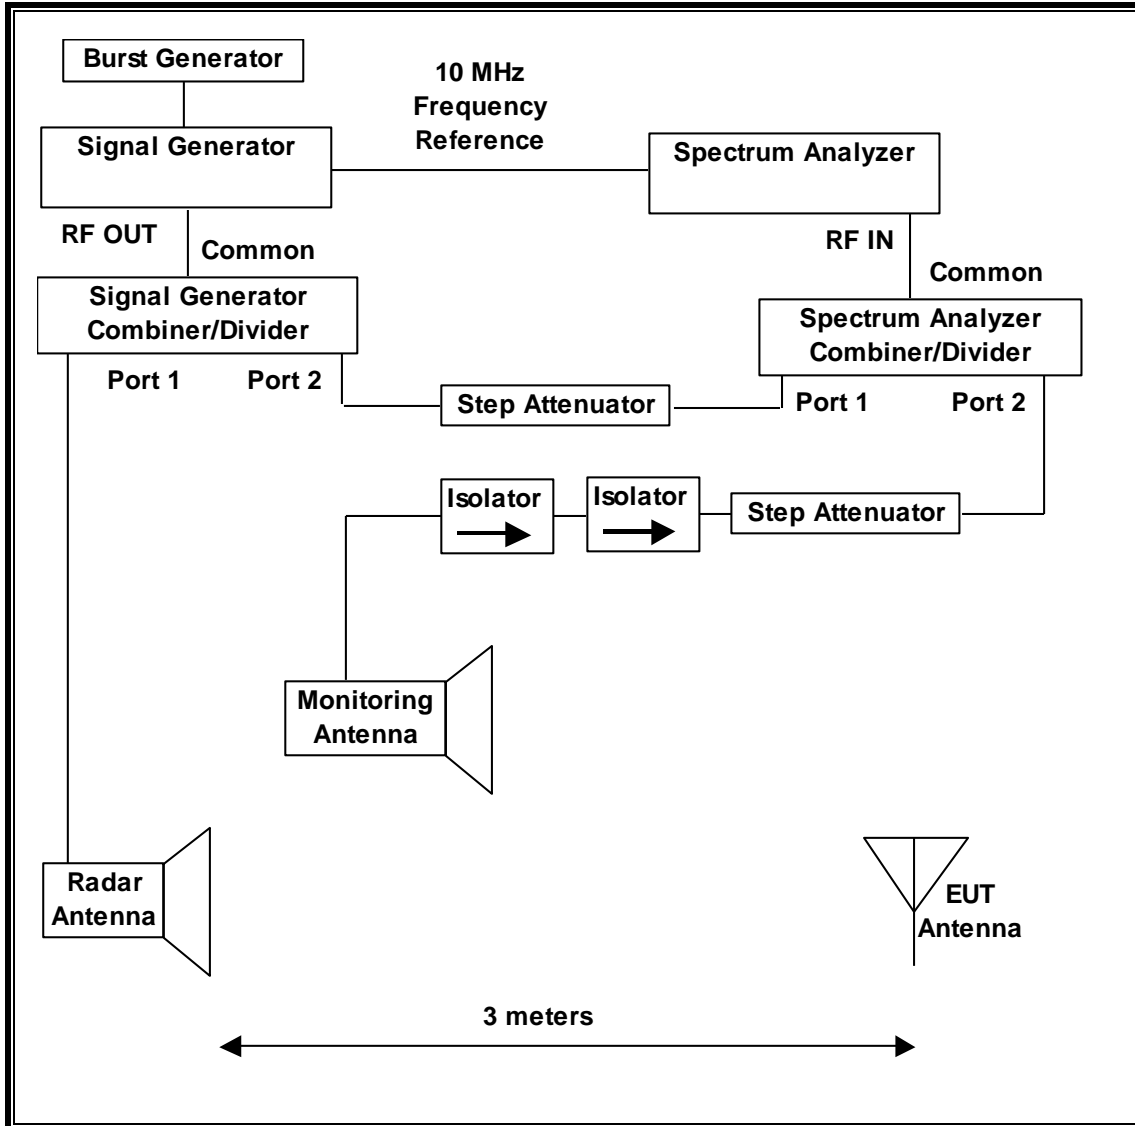 Burst Generator
10 MHz
Frequency
Reference
Signal Generator
Spectrum Analyzer
RF OUT
Common
RF IN
Common
Signal Generator
Combiner/Divider
Spectrum Analyzer
Combiner/Divider
Port 1
Port 2
Step Attenuator
Port 1
Port 2
Isolator
Isolator
Step Attenuator
Monitoring
Antenna
Radar
Antenna
EUT
Antenna
3 meters